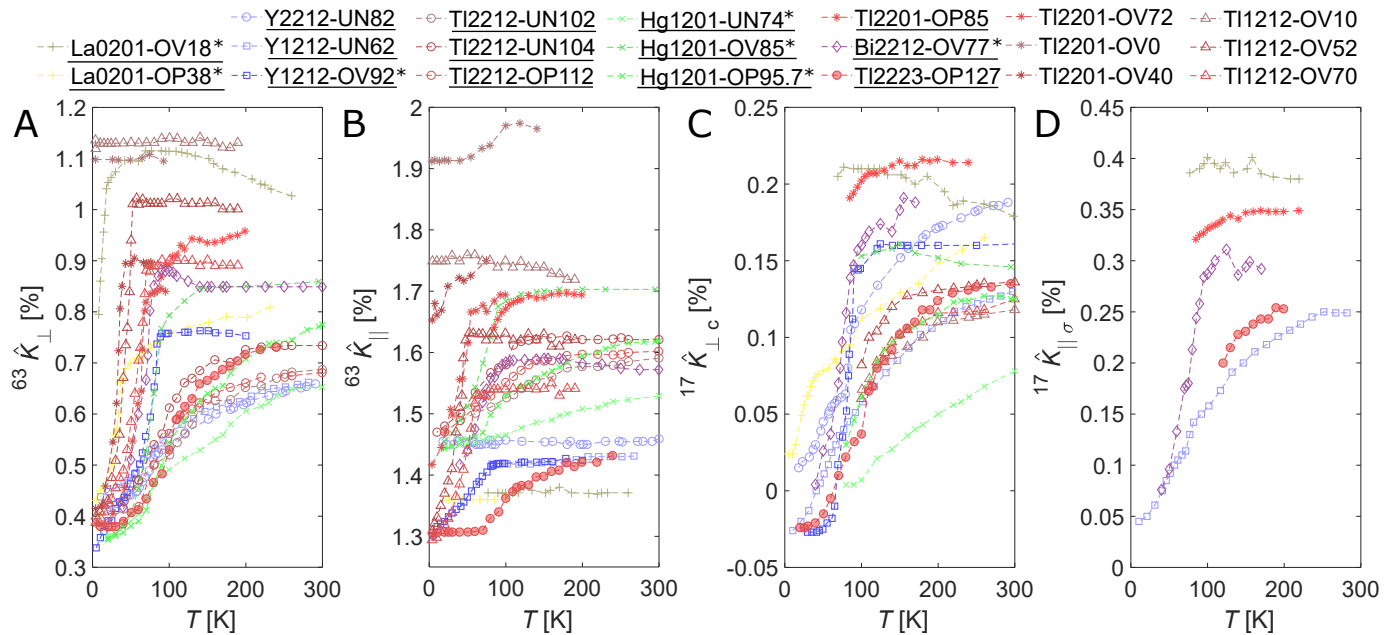 Y2212-UN82 Tl2212-UN102 Hg1201-UN74* Tl2201-OP85 Tl2201-OV72 Tl1212-OV10
La0201-OV18* Y1212-UN62 Tl2212-UN104 Hg1201-OV85* Bi2212-OV77* Tl2201-OV0 Tl1212-OV52
La0201-OP38* Y1212-OV92* Tl2212-OP112 Hg1201-OP95.7* Tl2223-OP127 Tl2201-OV40 Tl1212-OV70
A B C D
1.2 2 0.25 0.45
1.1 1.9 0.2 0.4
1 1.8 0.15 0.35
0.9 1.7 0.1 0.3
0.8 1.6 0.05 0.25
0.7 1.5 0 0.2
0.6 1.4 -0.05 0.15
0.5 1.3 0.1
0.4 0.05
0.3 0
63 K̂⊥ [%]
63 K̂|| [%]
17 K̂⊥ c [%]
17 K̂|| σ [%]
0 100 200 300 0 100 200 300 0 100 200 300 0 100 200 300
T [K] T [K] T [K] T [K]